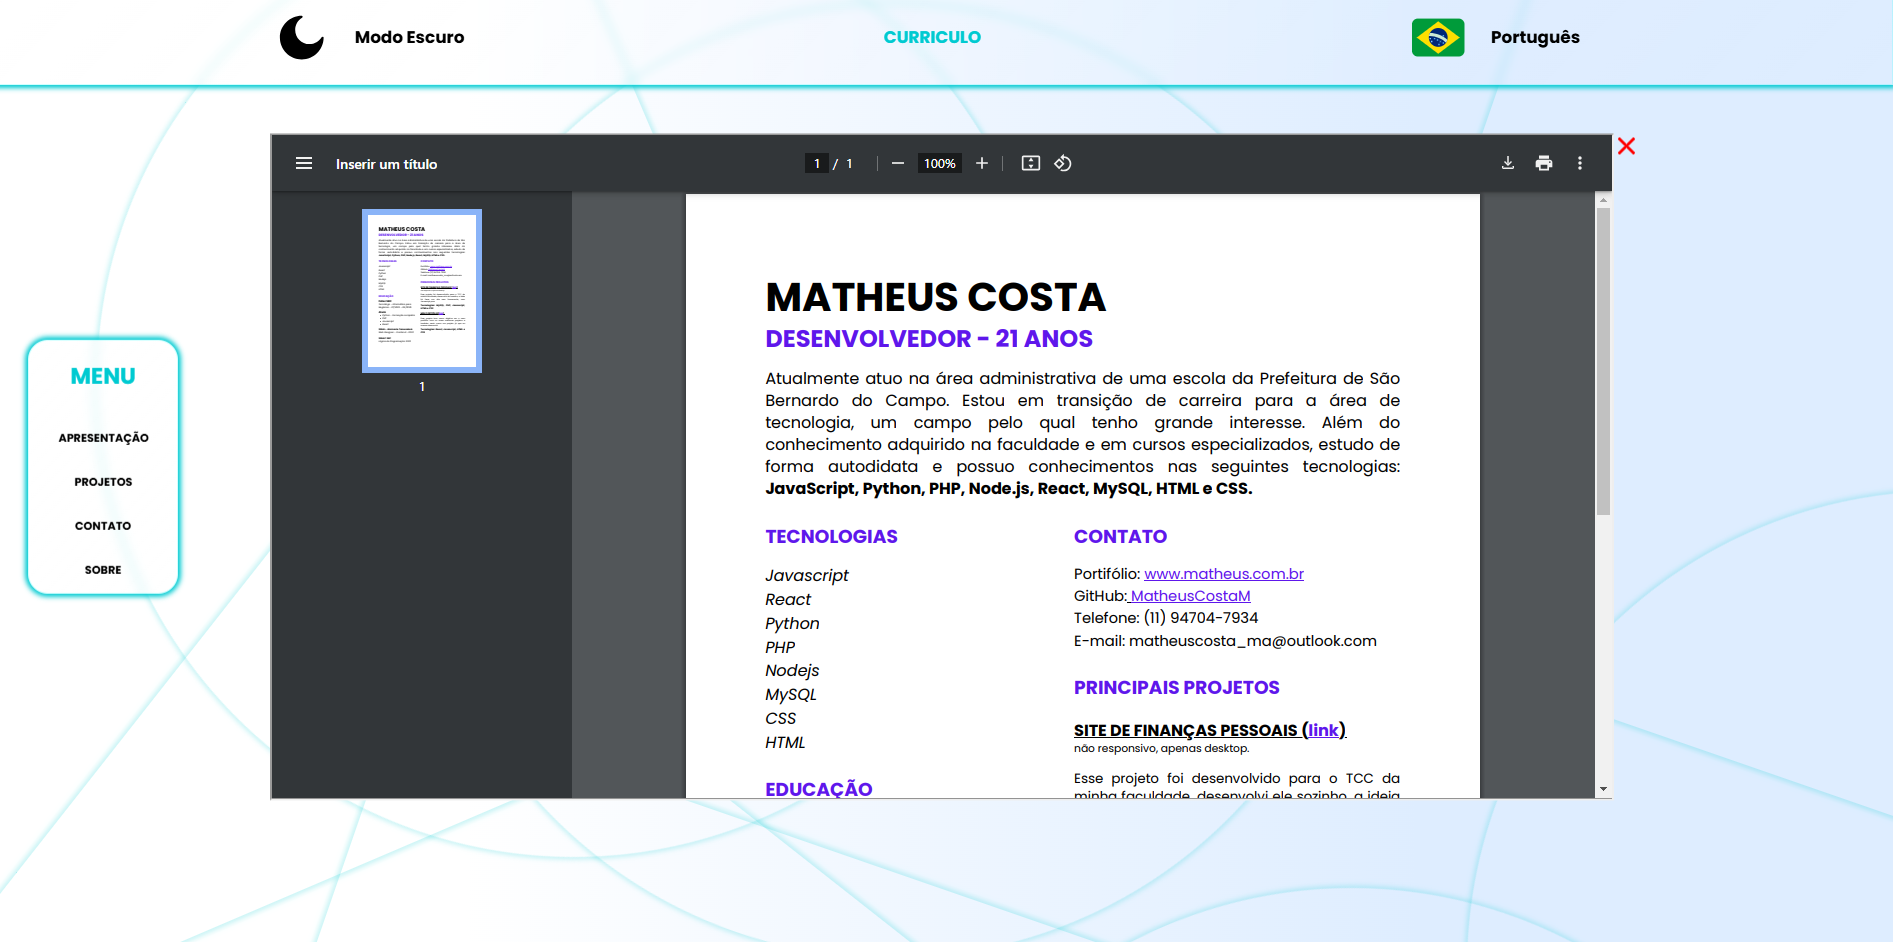 Modo Escuro
CURRICULO
Português
Inserir um título
1 / 1
100%
MENU
APRESENTAÇÃO
PROJETOS
CONTATO
SOBRE
MATHEUS COSTA
DESENVOLVEDOR - 21 ANOS
1
MATHEUS COSTA
DESENVOLVEDOR - 21 ANOS
Atualmente atuo na área administrativa de uma escola da Prefeitura de São
Bernardo do Campo. Estou em transição de carreira para a área de
tecnologia, um campo pelo qual tenho grande interesse. Além do
conhecimento adquirido na faculdade e em cursos especializados, estudo de
forma autodidata e possuo conhecimentos nas seguintes tecnologias:
JavaScript, Python, PHP, Node.js, React, MySQL, HTML e CSS.
TECNOLOGIAS
Javascript
React
Python
PHP
Nodejs
MySQL
CSS
HTML
EDUCAÇÃO
CONTATO
Portifólio: www.matheus.com.br
GitHub: MatheusCostaM
Telefone: (11) 94704-7934
E-mail: matheuscosta_ma@outlook.com
PRINCIPAIS PROJETOS
SITE DE FINANÇAS PESSOAIS (link)
não responsivo, apenas desktop.
Esse projeto foi desenvolvido para o TCC da
minha faculdade, desenvolvi ele sozinho, a ideia